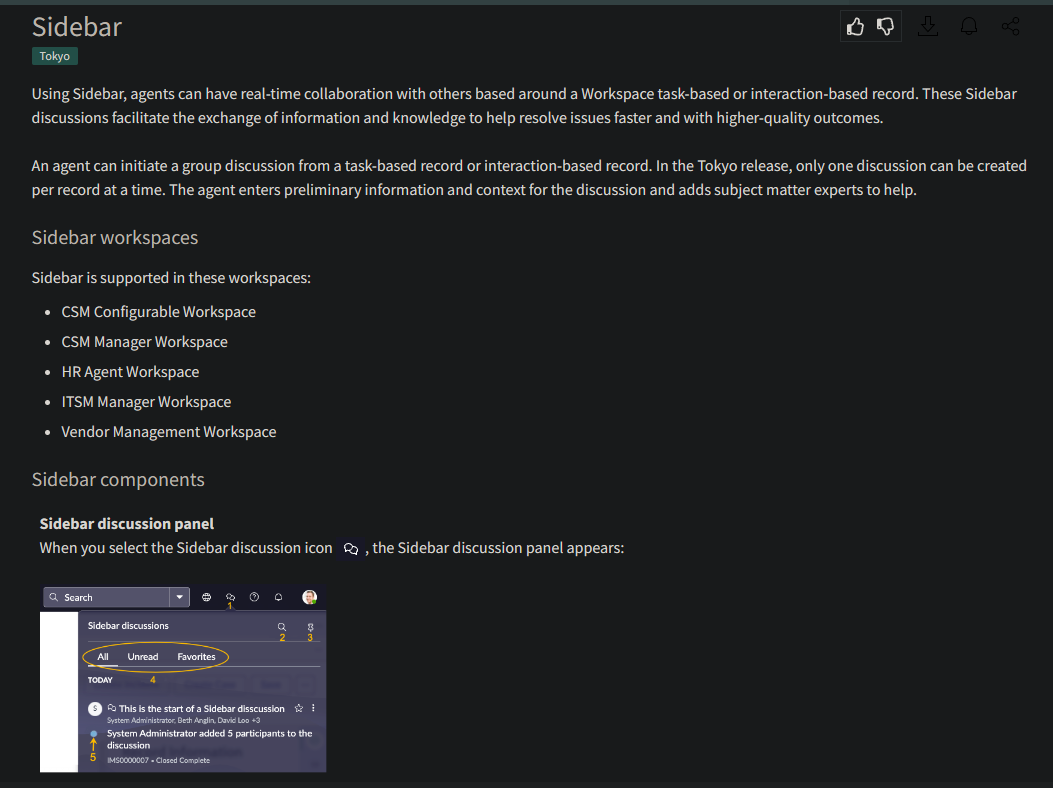 Sidebar
Tokyo
Using Sidebar, agents can have real-time collaboration with others based around a Workspace task-based or interaction-based record. These Sidebar
discussions facilitate the exchange of information and knowledge to help resolve issues faster and with higher-quality outcomes.
An agent can initiate a group discussion from a task-based record or interaction-based record. In the Tokyo release, only one discussion can be created
per record at a time. The agent enters preliminary information and context for the discussion and adds subject matter experts to help.
Sidebar workspaces
Sidebar is supported in these workspaces:
• CSM Configurable Workspace
• CSM Manager Workspace
• HR Agent Workspace
• ITSM Manager Workspace
• Vendor Management Workspace
Sidebar components
Sidebar discussion panel
When you select the Sidebar discussion icon , the Sidebar discussion panel appears:
Search
1
Sidebar discussions
2 3
All Unread Favorites
4
TODAY
S This is the start of a Sidebar disscussion
System Administrator, Beth Anglin, David Loo +3
System Administrator added 5 participants to the
discussion
5
IMS0000007 • Closed Complete